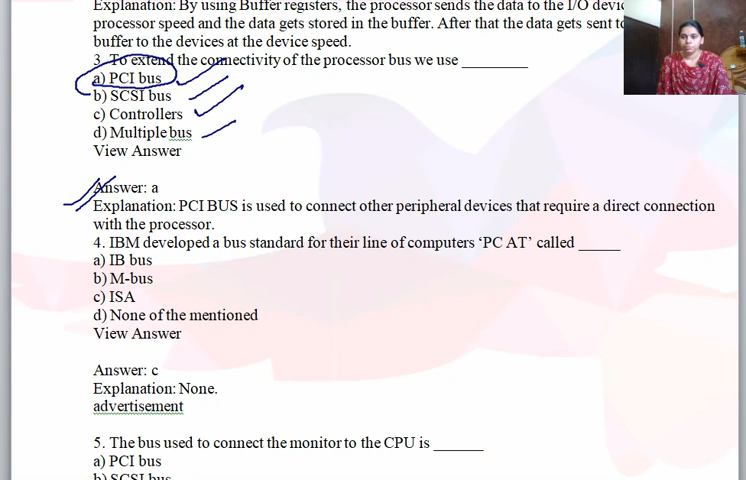 Explanation: By using Buffer registers, the processor sends the data to the I/O
processor speed and the data gets stored in the buffer. After that the data gets sent
buffer to the devices at the device speed.
3. To extend the connectivity of the processor bus we use ________
a) PCI bus
b) SCSI bus
c) Controllers
d) Multiple bus
View Answer
Answer: a
Explanation: PCI BUS is used to connect other peripheral devices that require a direct connection
with the processor.
4. IBM developed a bus standard for their line of computers ‘PC AT’ called _____
a) IB bus
b) M-bus
c) ISA
d) None of the mentioned
View Answer
Answer: c
Explanation: None.
advertisement
5. The bus used to connect the monitor to the CPU is ______
a) PCI bus
b) SCSI bus